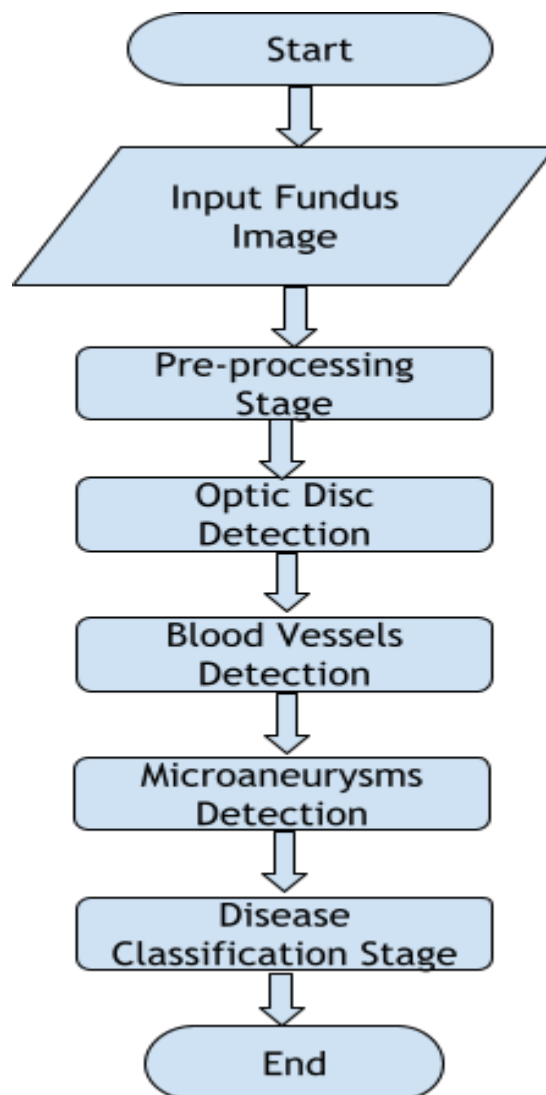 Start
Input Fundus
Image
Pre-processing
Stage
Optic Disc
Detection
Blood Vessels
Detection
Microaneurysms
Detection
Disease
Classification Stage
End